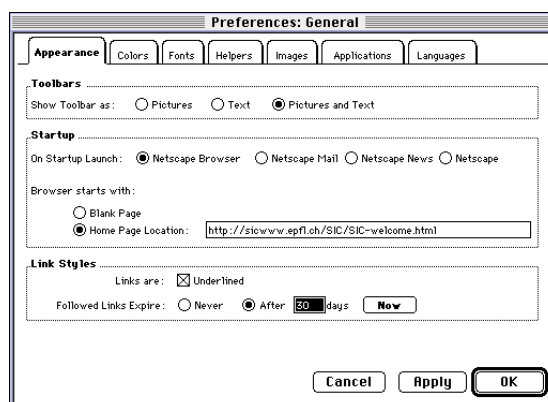 Preferences: General
Appearance Colors Fonts Helpers Images Applications Languages
Toolbars
Show Toolbar as: Pictures Text Pictures and Text
Startup
On Startup Launch: Netscape Browser Netscape Mail Netscape News Netscape
Browser starts with:
Blank Page
Home Page Location: http://sicwww.epfl.ch/SIC/SIC-welcome.html
Link Styles
Links are: Underlined
Followed Links Expire: Never After 30 days Now
Cancel Apply OK